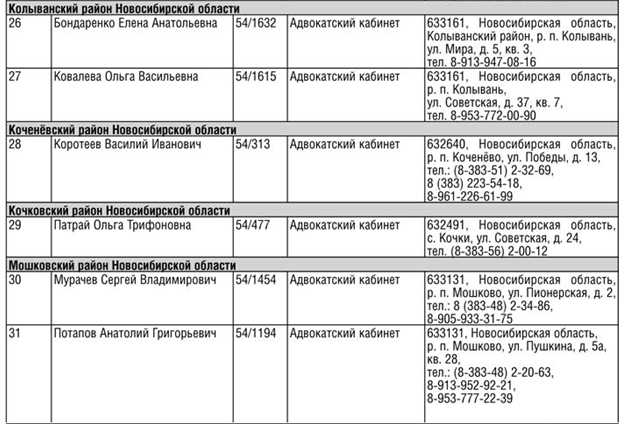 Колыванский район Новосибирской области
26 Бондаренко Елена Анатольевна 54/1632 Адвокатский кабинет 633161, Новосибирская область,
Колыванский район, р. п. Колывань,
ул. Мира, д. 5, кв. 3,
тел. 8-913-947-08-16
27 Ковалева Ольга Васильевна 54/1615 Адвокатский кабинет 633161, Новосибирская область,
р. п. Колывань,
ул. Советская, д. 37, кв. 7,
тел. 8-953-772-00-90
Коченёвский район Новосибирской области
28 Коротеев Василий Иванович 54/313 Адвокатский кабинет 632640, Новосибирская область,
р. п. Коченёво, ул. Победы, д. 13,
тел.: (8-383-51) 2-32-69,
8 (383) 223-54-18,
8-961-226-61-99
Кочковский район Новосибирской области
29 Патрай Ольга Трифоновна 54/477 Адвокатский кабинет 632491, Новосибирская область,
с. Кочки, ул. Советская, д. 24,
тел. (8-383-56) 2-00-12
Мошковский район Новосибирской области
30 Мурачев Сергей Владимирович 54/1454 Адвокатский кабинет 633131, Новосибирская область,
р. п. Мошково, ул. Пионерская, д. 2,
тел.: 8 (383-48) 2-34-86,
8-905-933-31-75
31 Потапов Анатолий Григорьевич 54/1194 Адвокатский кабинет 633131, Новосибирская область,
р. п. Мошково, ул. Пушкина, д. 5а,
кв. 28,
тел.: (8-383-48) 2-20-63,
8-913-952-92-21,
8-953-777-22-39